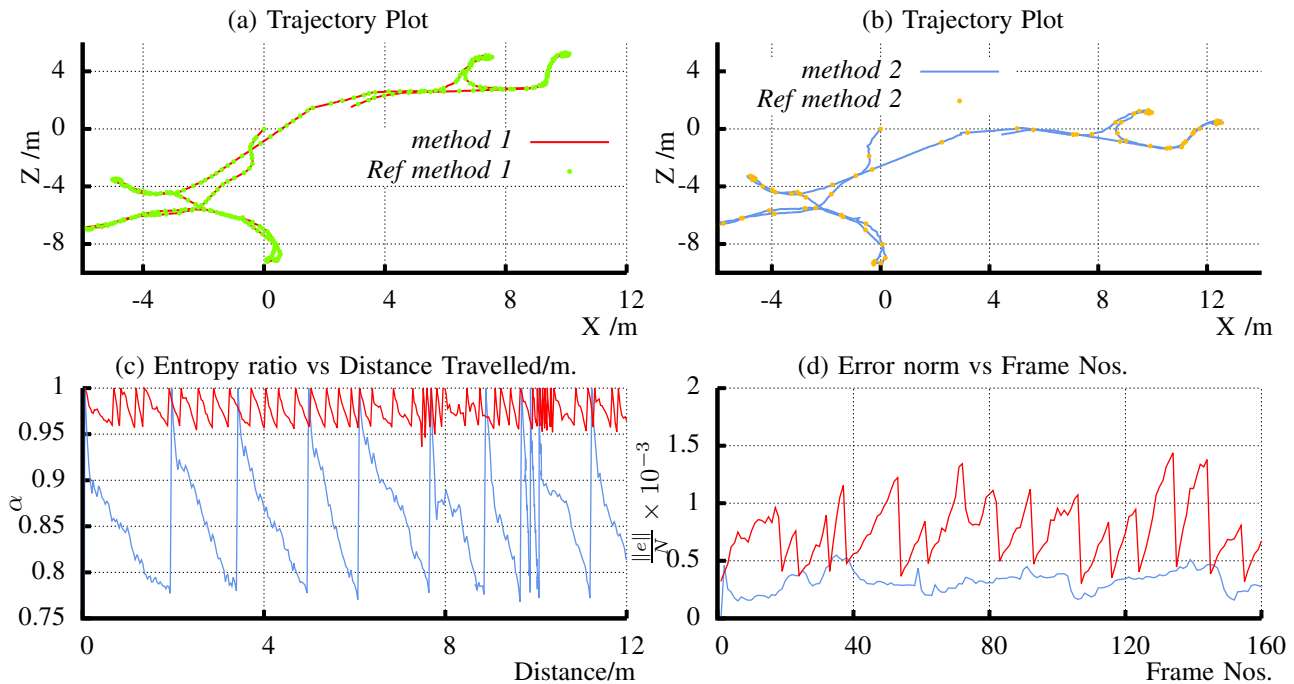 (a) Trajectory Plot
4
0
-4
-8
Z /m
method 1
Ref method 1
-4
0
4
8
12
X /m
(b) Trajectory Plot
4
0
-4
-8
Z /m
method 2
Ref method 2
-4
0
4
8
12
X /m
(c) Entropy ratio vs Distance Travelled/m.
1
0.95
0.9
0.85
0.8
0.75
α
0
4
8
12
Distance/m
(d) Error norm vs Frame Nos.
2
1.5
1
0.5
0
||e||/N × 10⁻³
0
40
80
120
160
Frame Nos.